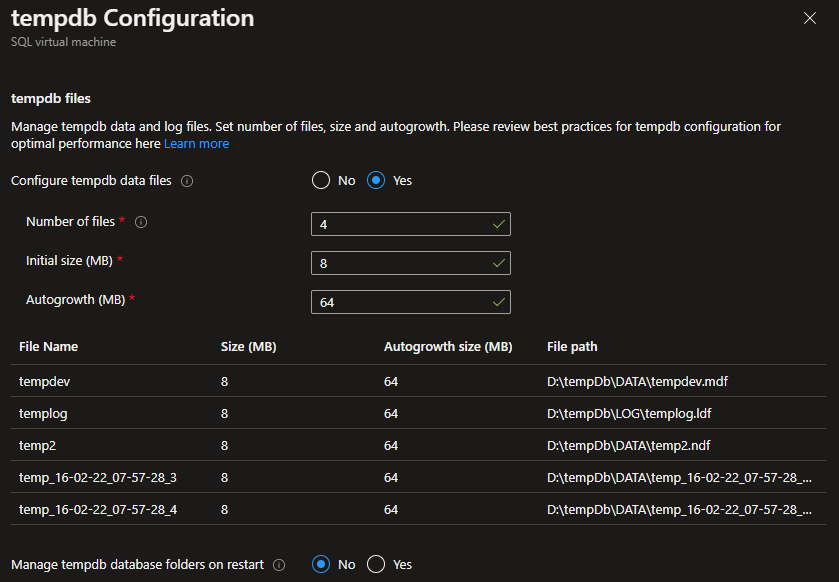 tempdb Configuration
SQL virtual machine
tempdb files
Manage tempdb data and log files. Set number of files, size and autogrowth. Please review best practices for tempdb configuration for
optimal performance here Learn more
Configure tempdb data files No Yes
Number of files * 4
Initial size (MB) * 8
Autogrowth (MB) * 64
File Name Size (MB) Autogrowth size (MB) File path
tempdev 8 64 D:\tempDb\DATA\tempdev.mdf
templog 8 64 D:\tempDb\LOG\templog.ldf
temp2 8 64 D:\tempDb\DATA\temp2.ndf
temp_16-02-22_07-57-28_3 8 64 D:\tempDb\DATA\temp_16-02-22_07-57-28_...
temp_16-02-22_07-57-28_4 8 64 D:\tempDb\DATA\temp_16-02-22_07-57-28_...
Manage tempdb database folders on restart No Yes